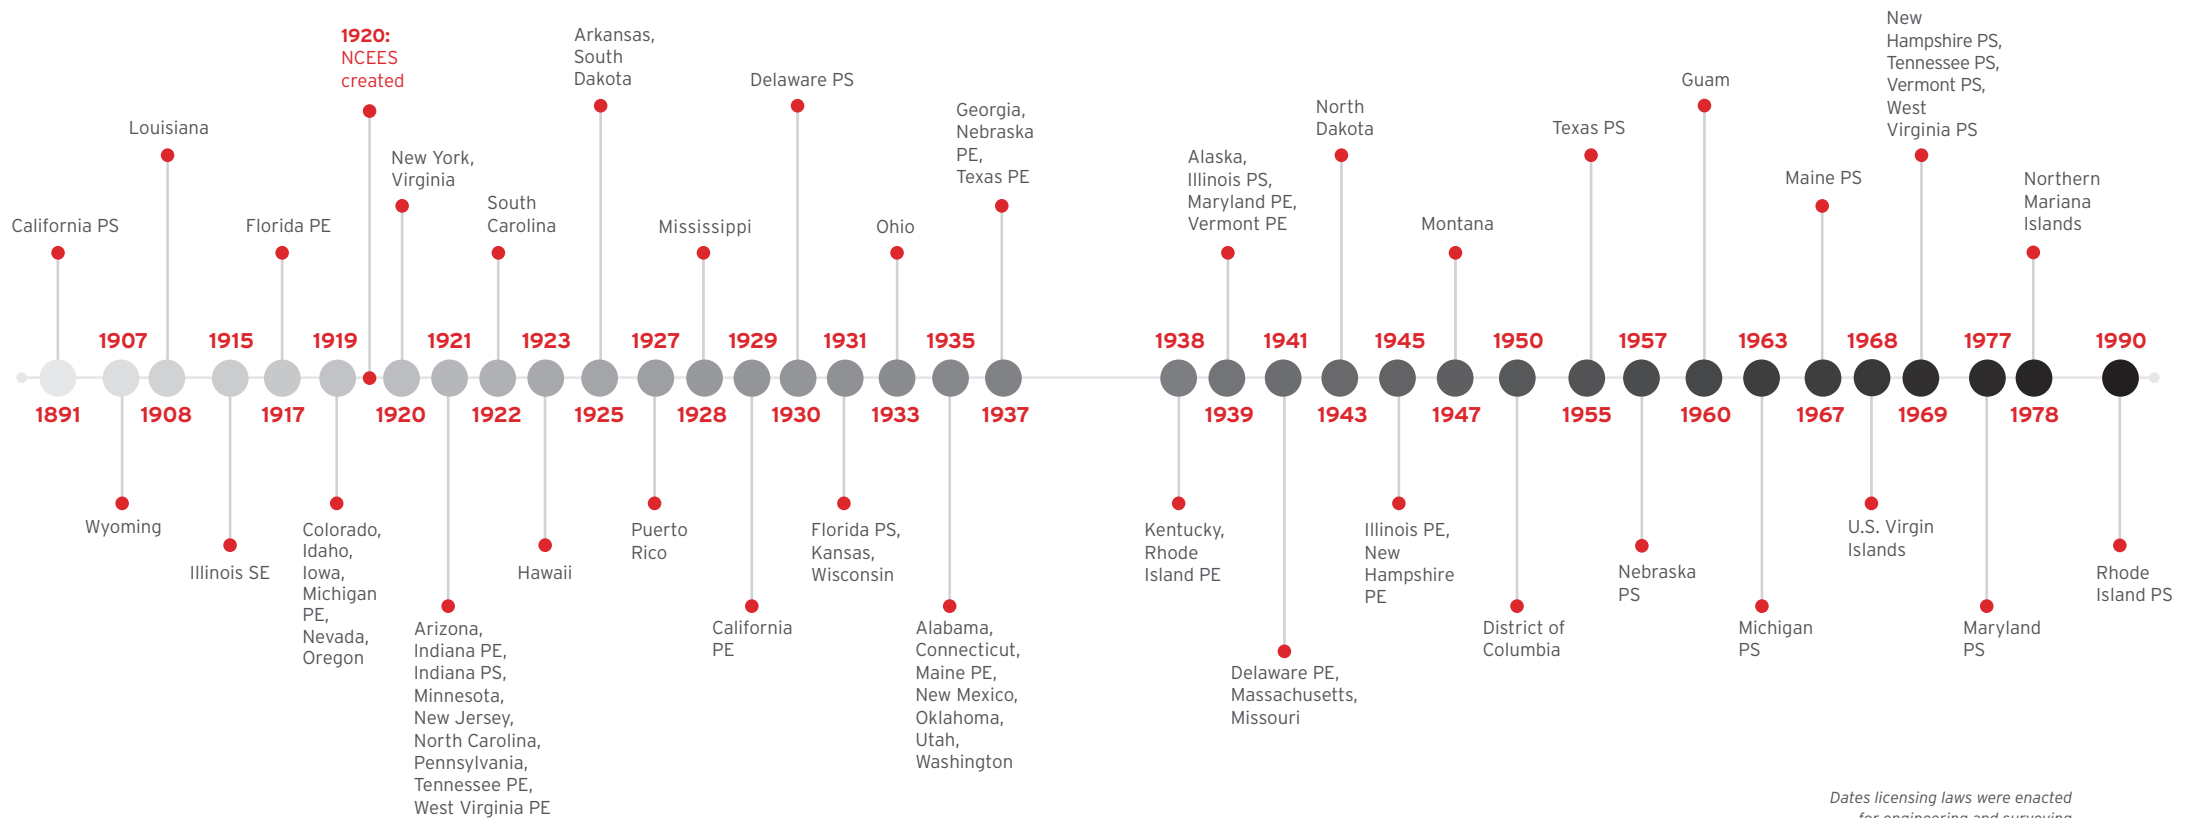 1920:
NCEES
created
Arkansas,
South
Dakota
Delaware PS
Georgia,
Nebraska
PE,
Texas PE
Louisiana
New York,
Virginia
South
Carolina
California PS
Florida PE
Mississippi
Ohio
New
Hampshire PS,
Tennessee PS,
Vermont PS,
West
Virginia PS
Guam
North
Dakota
Texas PS
Alaska,
Illinois PS,
Maryland PE,
Vermont PE
Montana
Maine PS
Northern
Mariana
Islands
1907 1915 1919 1921 1923 1927 1929 1931 1935 1938 1941 1945 1950 1957 1963 1968 1977 1990
1891 1908 1917 1920 1922 1925 1928 1930 1933 1937 1939 1943 1947 1955 1960 1967 1969 1978
Wyoming
Illinois SE
Colorado,
Idaho,
Iowa,
Michigan
PE,
Nevada,
Oregon
Arizona,
Indiana PE,
Indiana PS,
Minnesota,
New Jersey,
North Carolina,
Pennsylvania,
Tennessee PE,
West Virginia PE
Hawaii
Puerto
Rico
California
PE
Florida PS,
Kansas,
Wisconsin
Alabama,
Connecticut,
Maine PE,
New Mexico,
Oklahoma,
Utah,
Washington
Kentucky,
Rhode
Island PE
Delaware PE,
Massachusetts,
Missouri
Illinois PE,
New
Hampshire
PE
District of
Columbia
Nebraska
PS
Michigan
PS
U.S. Virgin
Islands
Maryland
PS
Rhode
Island PS
Dates licensing laws were enacted
for engineering and surveying